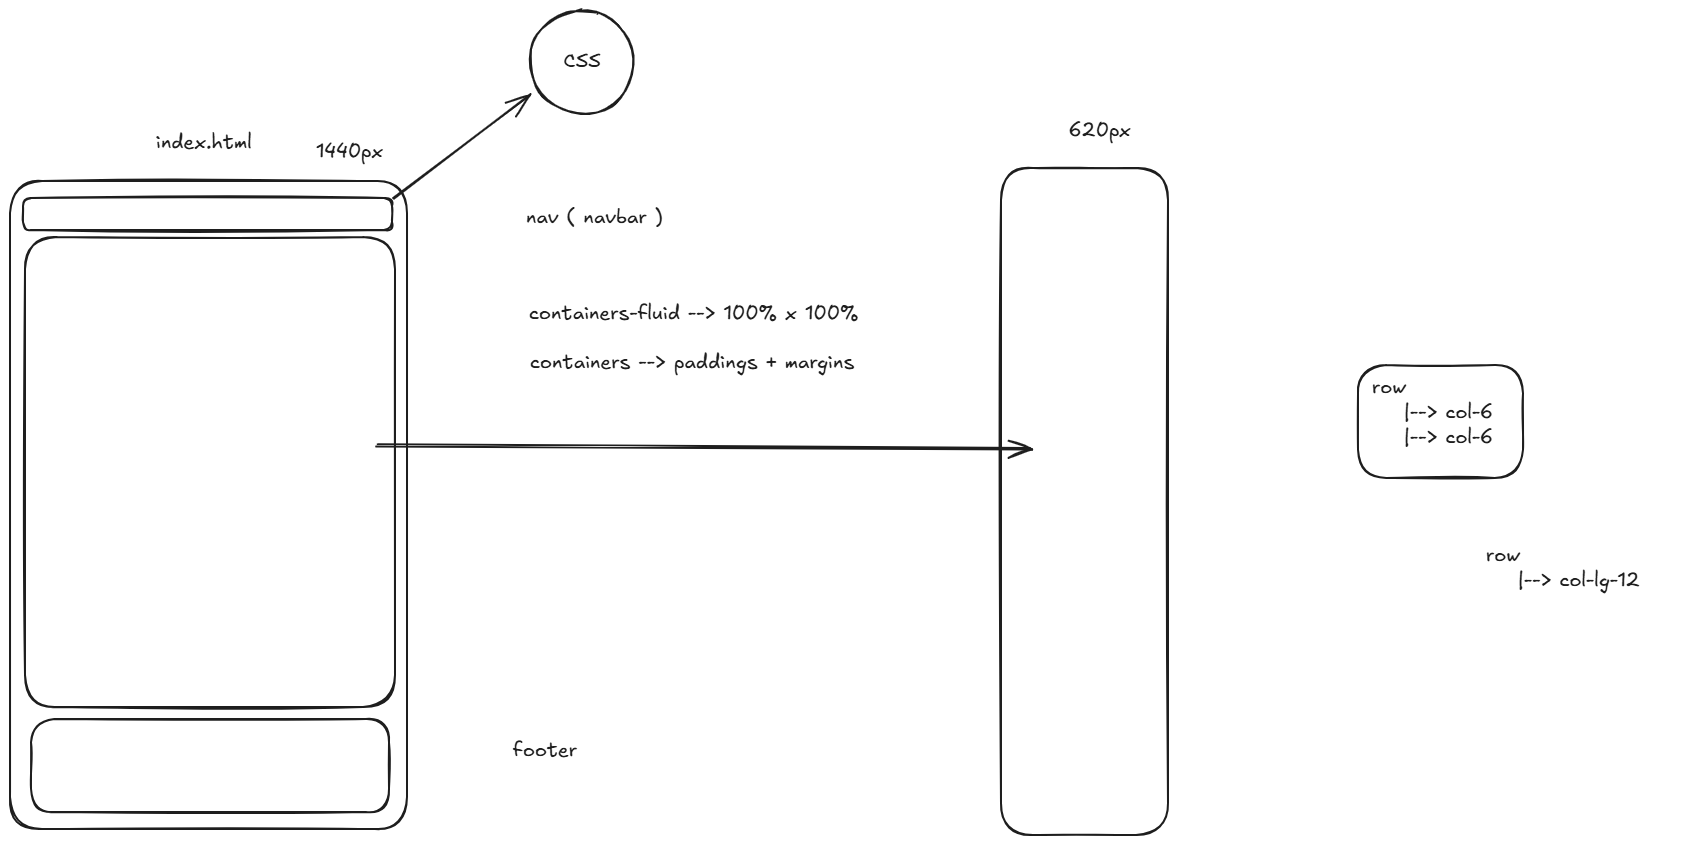 css
index.html
1440px
620px
nav ( navbar )
containers-fluid --> 100% x 100%
containers --> paddings + margins
row
|--> col-6
|--> col-6
row
|--> col-lg-12
footer